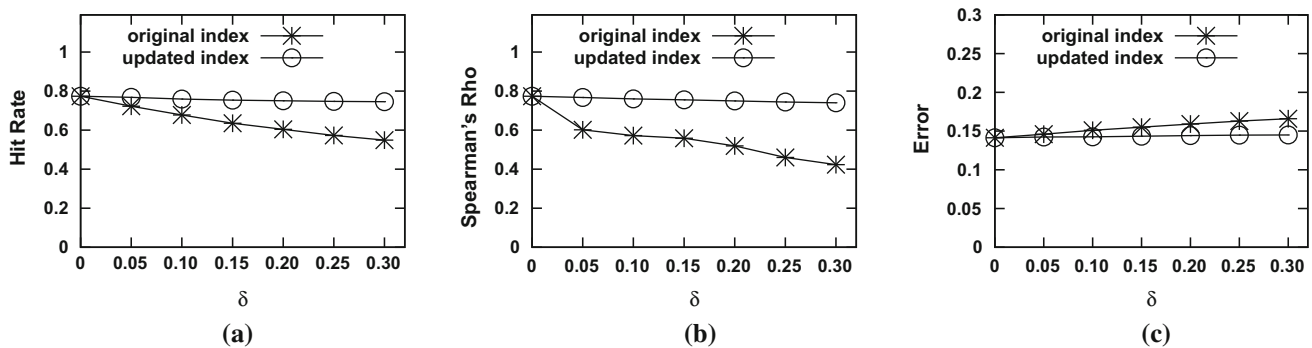 original index
updated index
1
0.8
0.6
0.4
0.2
0
Hit Rate
0 0.05 0.10 0.15 0.20 0.25 0.30
δ
(a)
original index
updated index
1
0.8
0.6
0.4
0.2
0
Spearman's Rho
0 0.05 0.10 0.15 0.20 0.25 0.30
δ
(b)
original index
updated index
0.3
0.25
0.2
0.15
0.1
0.05
0
Error
0 0.05 0.10 0.15 0.20 0.25 0.30
δ
(c)